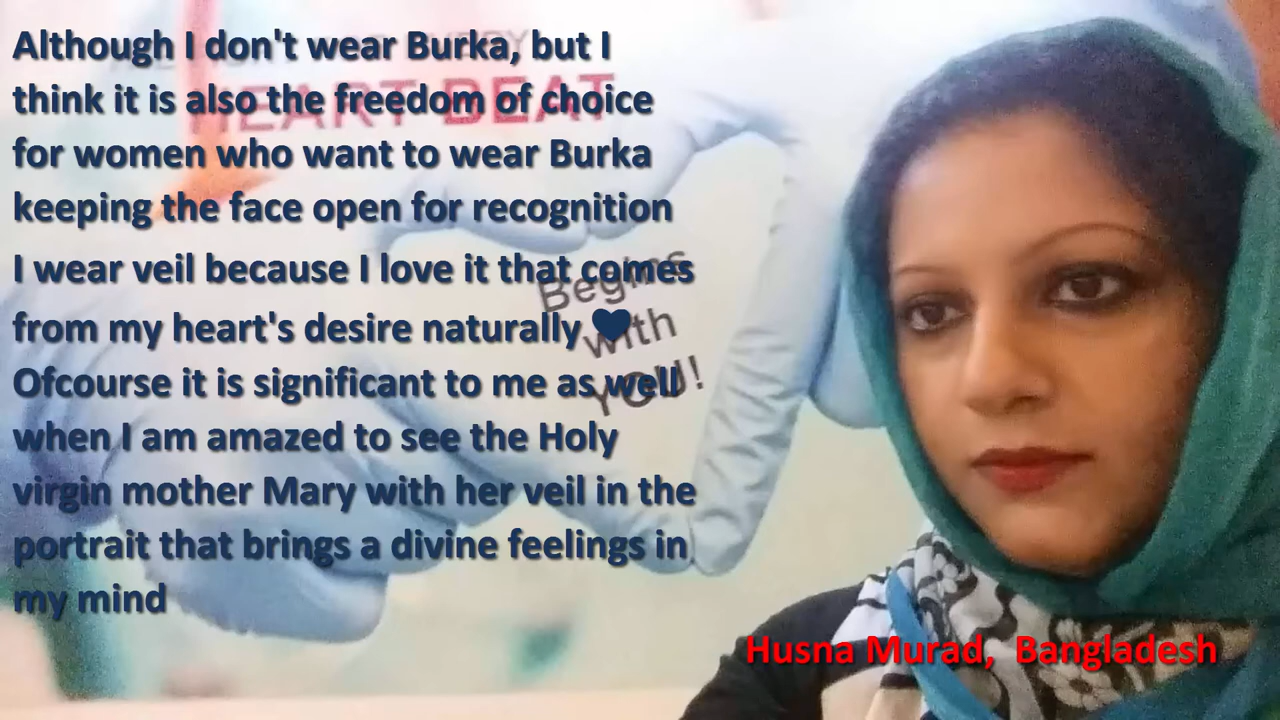 Although I don't wear Burka, but I
think it is also the freedom of choice
for women who want to wear Burka
keeping the face open for recognition
I wear veil because I love it that comes
from my heart's desire naturally ♥
Ofcourse it is significant to me as well
when I am amazed to see the Holy
virgin mother Mary with her veil in the
portrait that brings a divine feelings in
my mind
HEART BEAT
Begins
with
YOU!
Husna Murad, Bangladesh